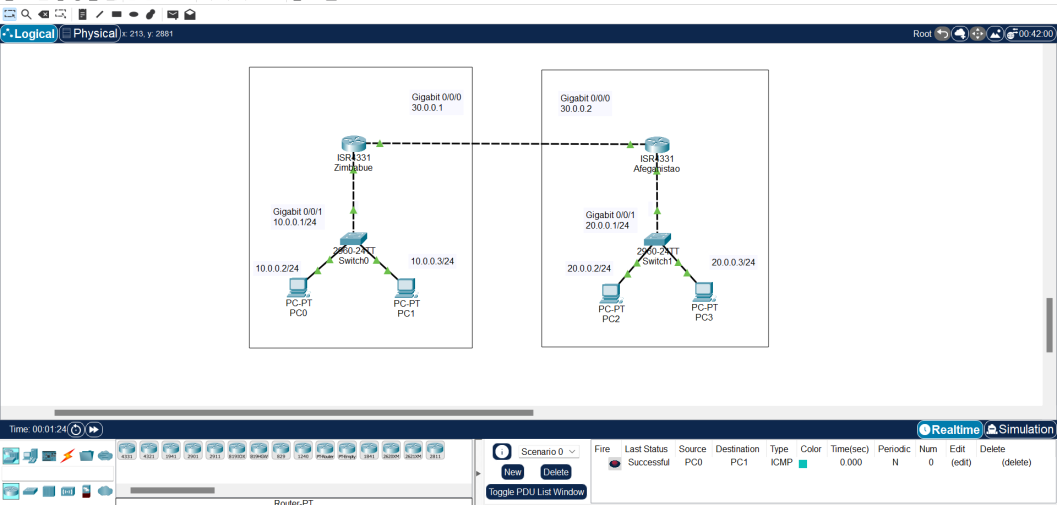 Logical Physical x: 213, y: 2881 Root 00:42:00
Gigabit 0/0/0
30.0.0.1
Gigabit 0/0/0
30.0.0.2
ISR4331
Zimbabue
ISR4331
Afeganistao
Gigabit 0/0/1
10.0.0.1/24
Gigabit 0/0/1
20.0.0.1/24
2960-24TT
Switch0
2960-24TT
Switch1
10.0.0.2/24
10.0.0.3/24
20.0.0.2/24
20.0.0.3/24
PC-PT
PC0
PC-PT
PC1
PC-PT
PC2
PC-PT
PC3
Time: 00:01:24 Realtime Simulation
4331 4321 1941 2901 2911 819IOX 819HGW 829 1240 PT-Router PT-Empty 1841 2620XM 2621XM 2811
Router-PT
Scenario 0
New Delete
Toggle PDU List Window
Fire Last Status Source Destination Type Color Time(sec) Periodic Num Edit Delete
Successful PC0 PC1 ICMP 0.000 N 0 (edit) (delete)